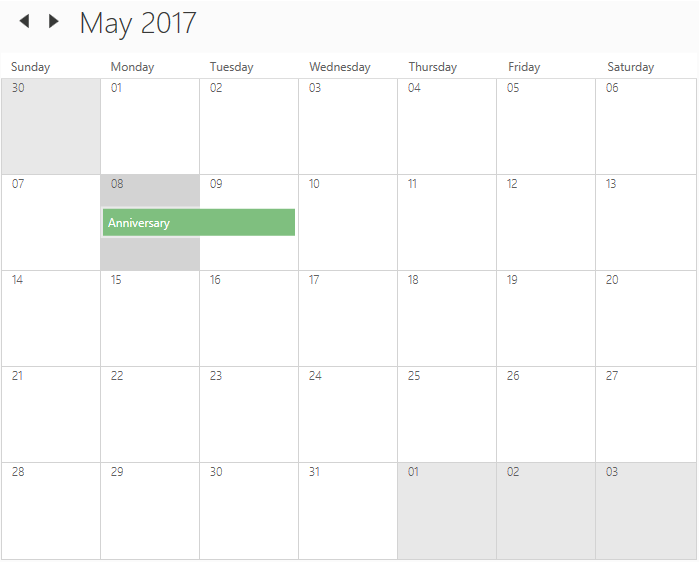 May 2017
Sunday Monday Tuesday Wednesday Thursday Friday Saturday
30 01 02 03 04 05 06
07 08 09 10 11 12 13
Anniversary
14 15 16 17 18 19 20
21 22 23 24 25 26 27
28 29 30 31 01 02 03